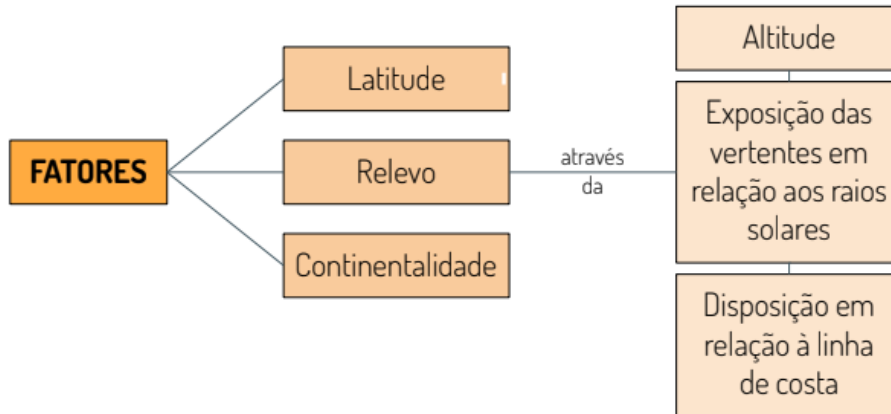 FATORES
Latitude
Relevo
Continentalidade
através
da
Altitude
Exposição das
vertentes em
relação aos raios
solares
Disposição em
relação à linha
de costa